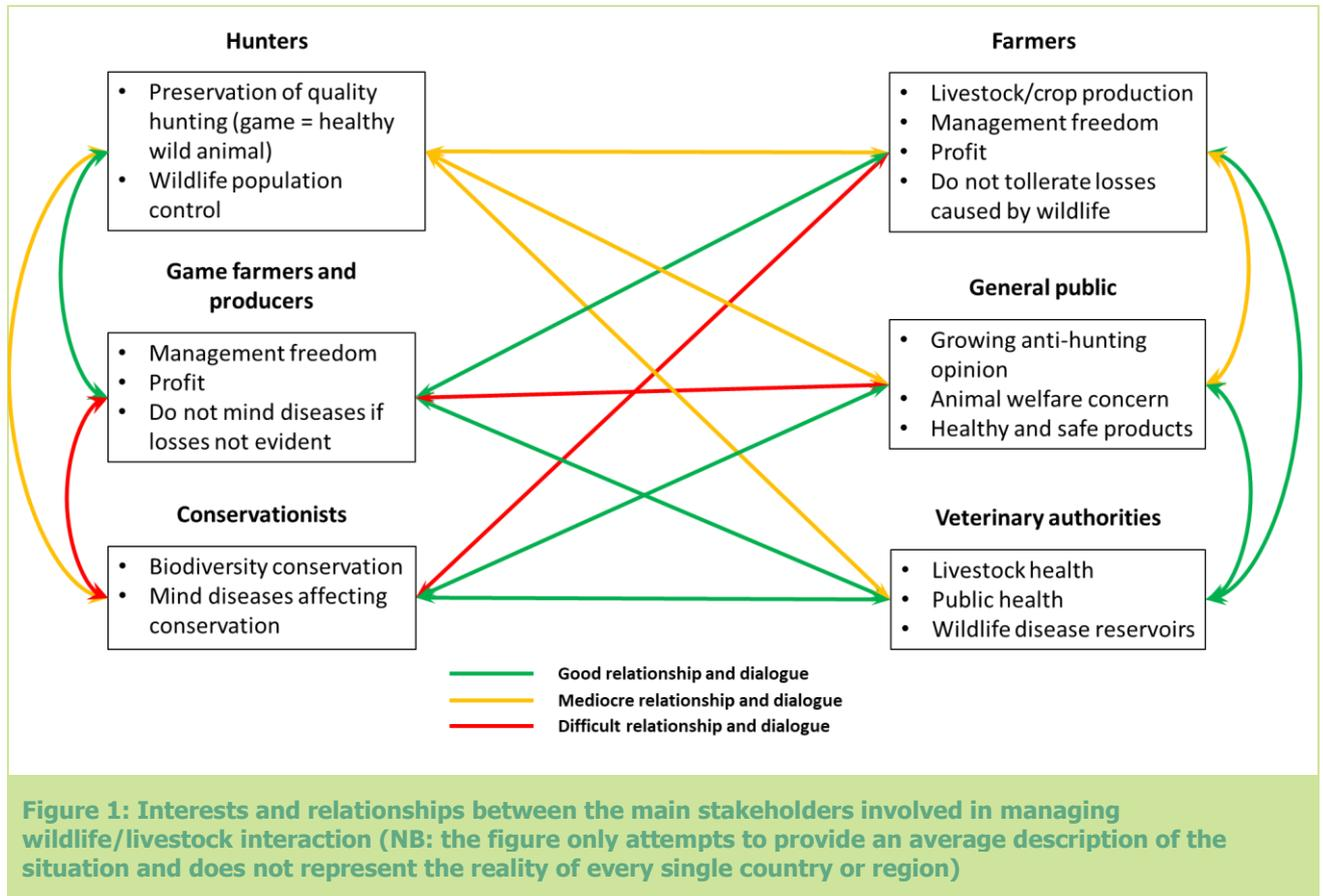 Hunters
• Preservation of quality
hunting (game = healthy
wild animal)
• Wildlife population
control
Game farmers and
producers
• Management freedom
• Profit
• Do not mind diseases if
losses not evident
Conservationists
• Biodiversity conservation
• Mind diseases affecting
conservation
Farmers
• Livestock/crop production
• Management freedom
• Profit
• Do not tollerate losses
caused by wildlife
General public
• Growing anti-hunting
opinion
• Animal welfare concern
• Healthy and safe products
Veterinary authorities
• Livestock health
• Public health
• Wildlife disease reservoirs
Good relationship and dialogue
Mediocre relationship and dialogue
Difficult relationship and dialogue
Figure 1: Interests and relationships between the main stakeholders involved in managing
wildlife/livestock interaction (NB: the figure only attempts to provide an average description of the
situation and does not represent the reality of every single country or region)